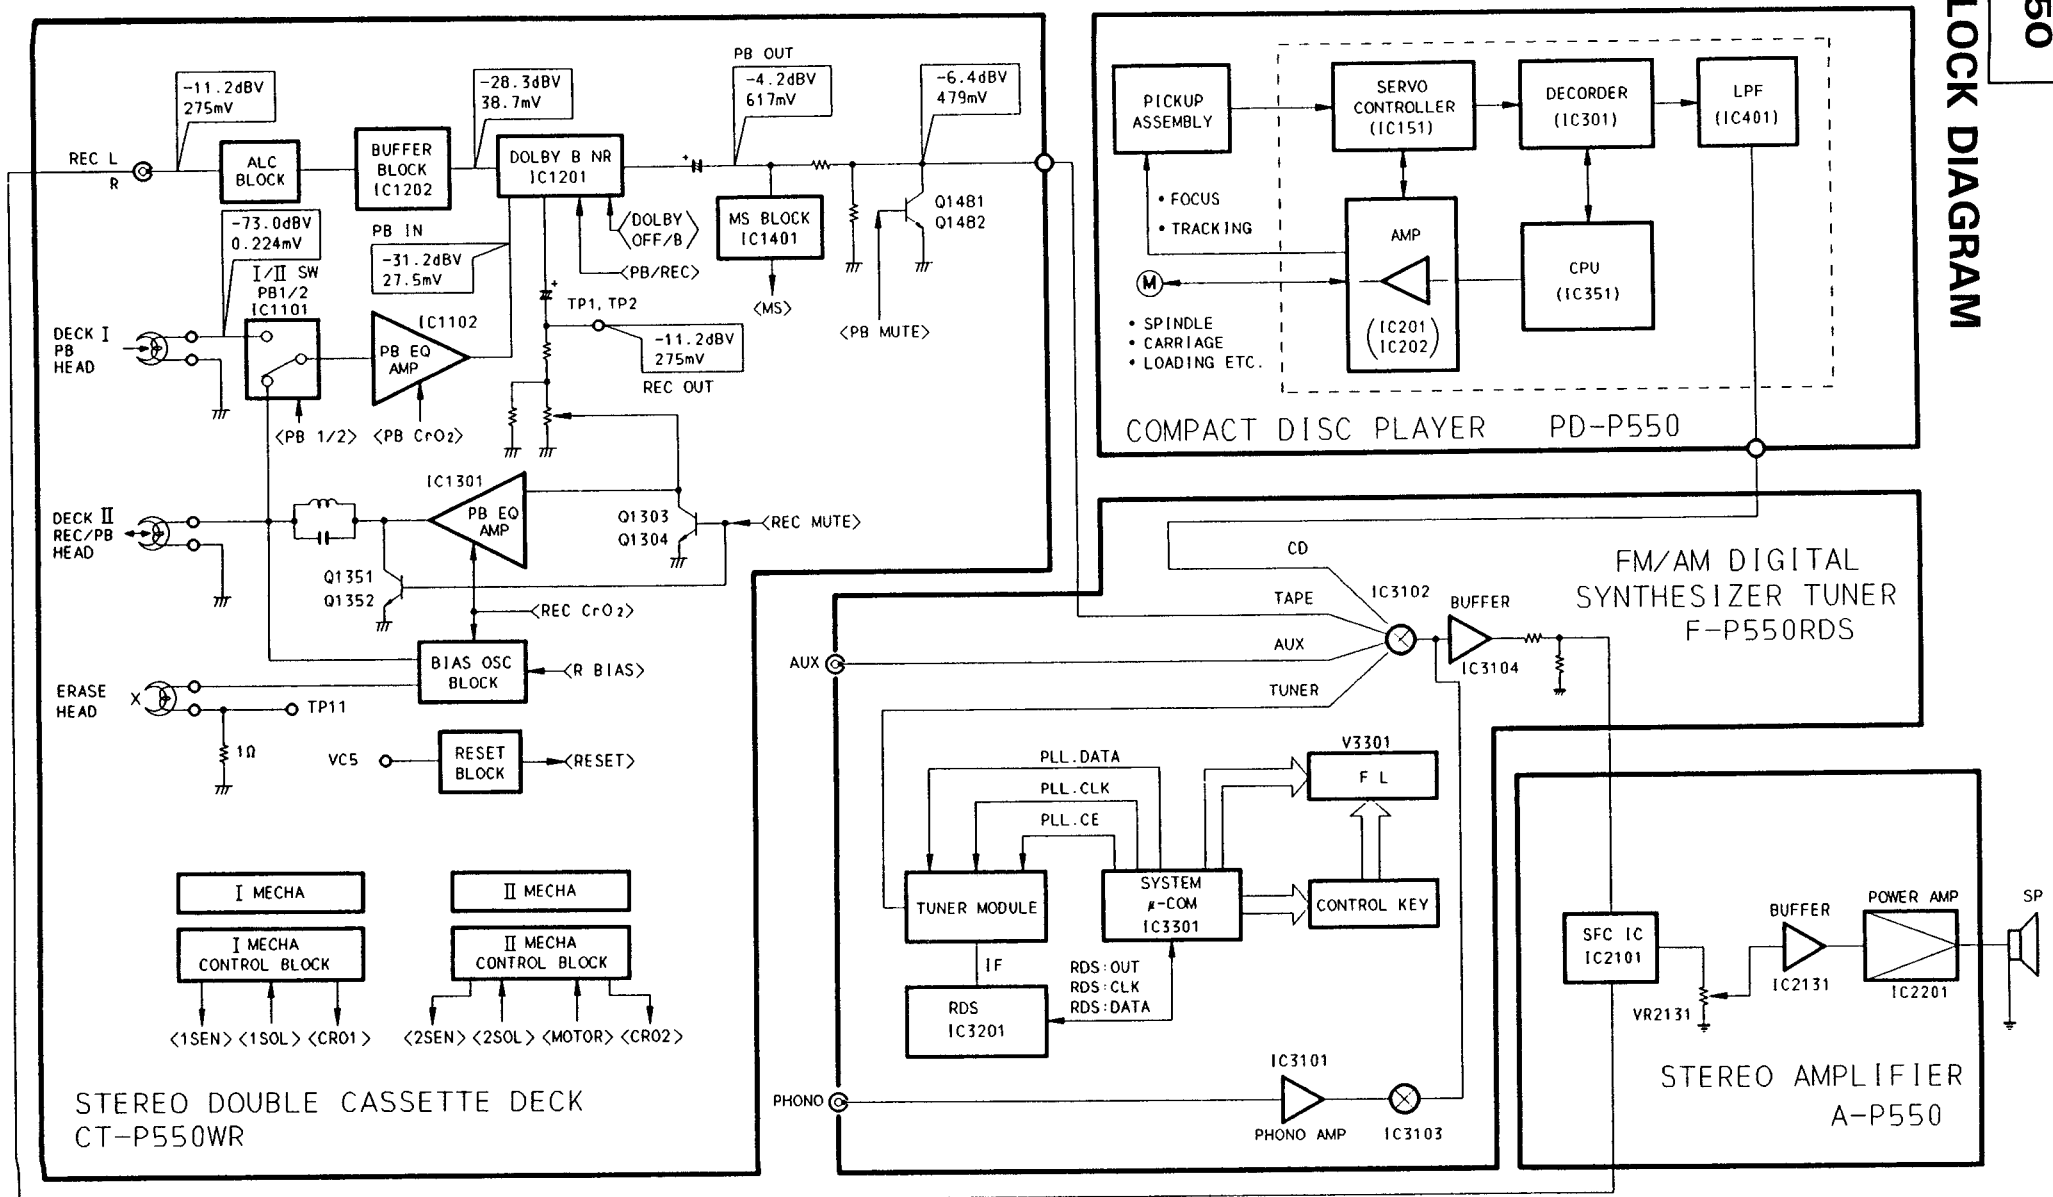 50
LOCK DIAGRAM
-11.2dBV
275mV
-28.3dBV
38.7mV
PB OUT
-4.2dBV
617mV
-6.4dBV
479mV
REC L
R
ALC
BLOCK
BUFFER
BLOCK
IC1202
DOLBY B NR
IC1201
MS BLOCK
IC1401
<MS>
Q1481
Q1482
<PB MUTE>
<DOLBY
OFF/B>
<PB/REC>
-73.0dBV
0.224mV
PB IN
-31.2dBV
27.5mV
I/II SW
PB1/2
IC1101
IC1102
PB EQ
AMP
TP1, TP2
-11.2dBV
275mV
REC OUT
DECK I
PB
HEAD
<PB 1/2>
<PB CrO2>
IC1301
PB EQ
AMP
DECK II
REC/PB
HEAD
Q1303
Q1304
<REC MUTE>
Q1351
Q1352
<REC CrO2>
BIAS OSC
BLOCK
<R BIAS>
ERASE
HEAD
X
TP11
1Ω
VC5
RESET
BLOCK
<RESET>
I MECHA
II MECHA
I MECHA
CONTROL BLOCK
II MECHA
CONTROL BLOCK
<1SEN>
<1SOL>
<CRO1>
<2SEN>
<2SOL>
<MOTOR>
<CRO2>
STEREO DOUBLE CASSETTE DECK
CT-P550WR
PICKUP
ASSEMBLY
SERVO
CONTROLLER
(IC151)
DECORDER
(IC301)
LPF
(IC401)
• FOCUS
• TRACKING
AMP
(IC201
IC202)
CPU
(IC351)
M
• SPINDLE
• CARRIAGE
• LOADING ETC.
COMPACT DISC PLAYER PD-P550
FM/AM DIGITAL
SYNTHESIZER TUNER
F-P550RDS
CD
TAPE
AUX
AUX
TUNER
IC3102
BUFFER
IC3104
PLL.DATA
PLL.CLK
PLL.CE
V3301
F L
TUNER MODULE
SYSTEM
μ-COM
IC3301
CONTROL KEY
IF
RDS:OUT
RDS:CLK
RDS:DATA
RDS
IC3201
PHONO
IC3101
PHONO AMP
IC3103
SFC IC
IC2101
VR2131
BUFFER
IC2131
POWER AMP
IC2201
SP
STEREO AMPLIFIER
A-P550